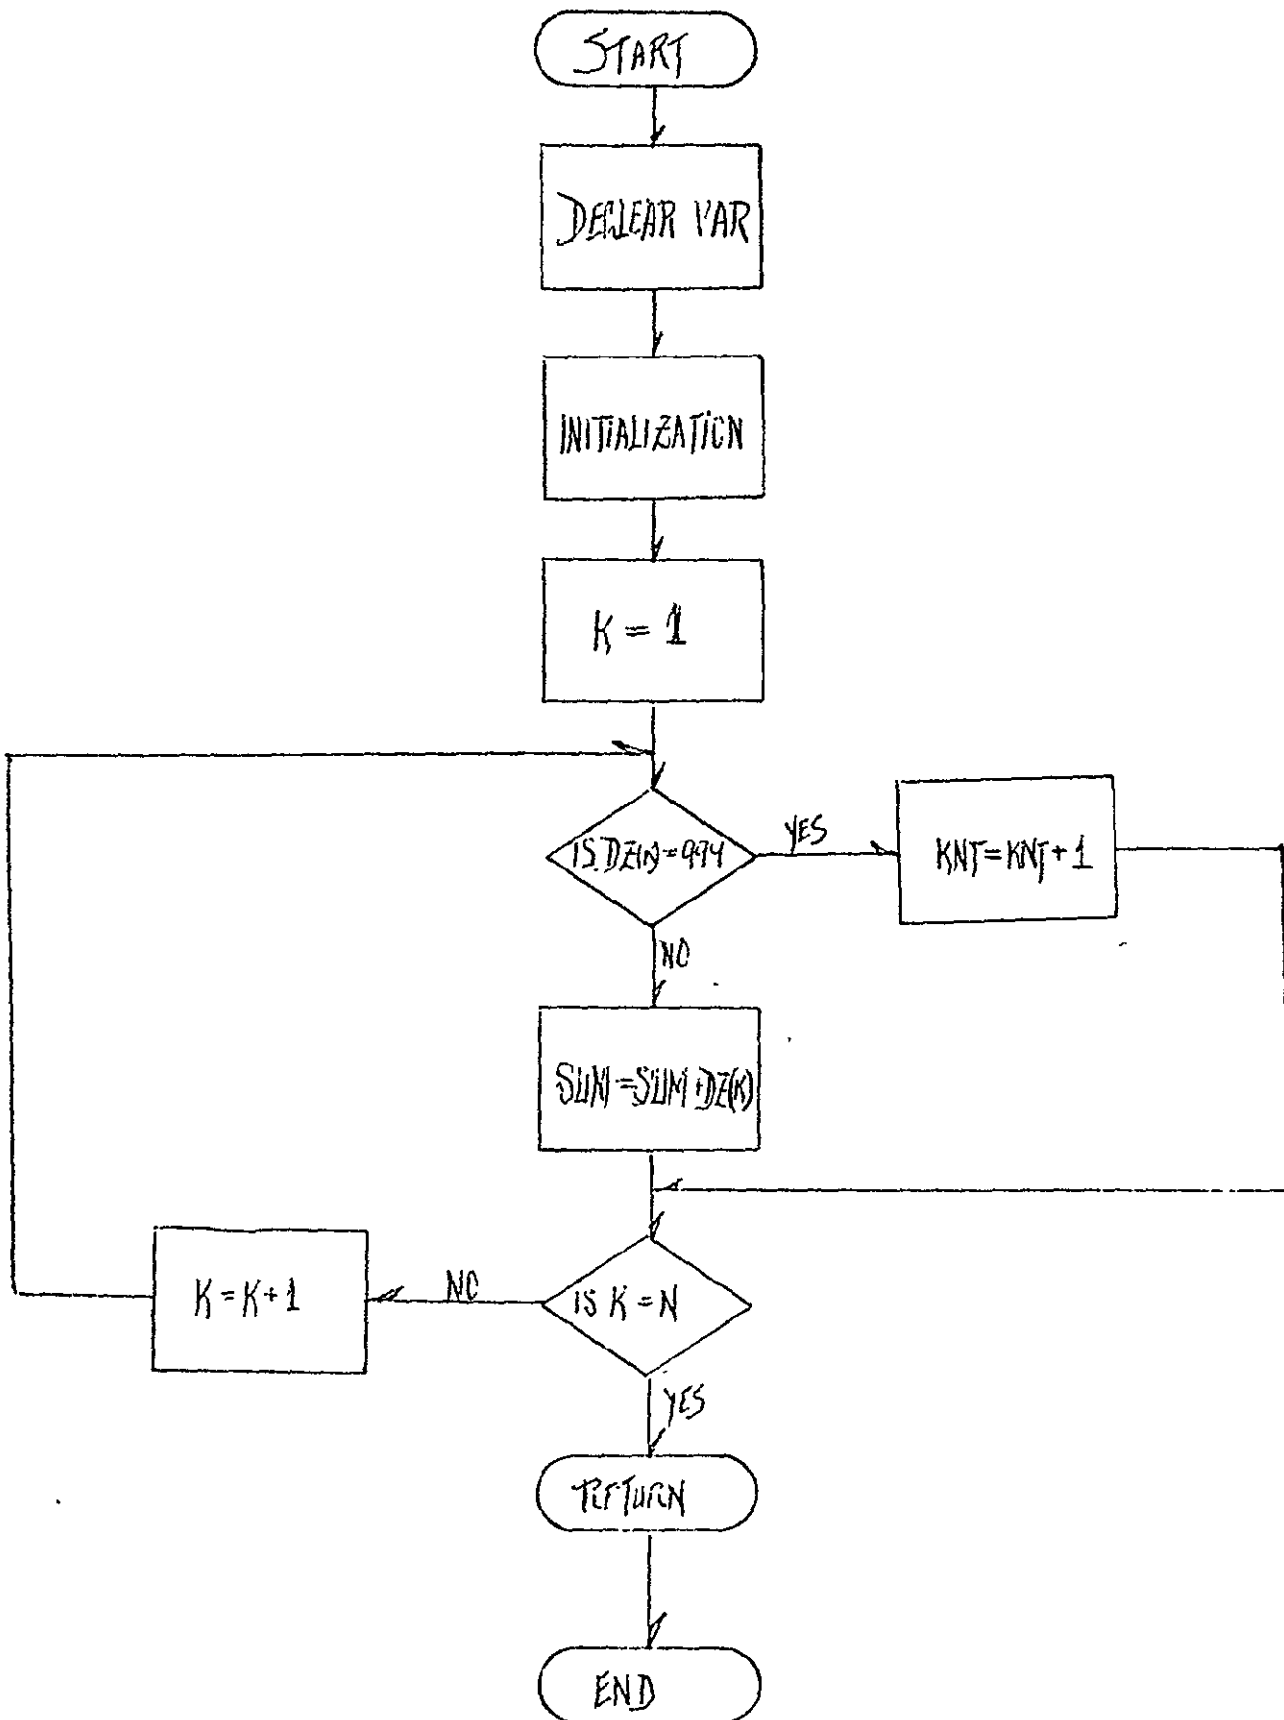 START
DECLEAR VAR
INITIALIZATION
K = 1
IS DZ(N)=994
YES
KNT=KNT+1
NO
SUM=SUM+DZ(K)
K=K+1
NO
IS K=N
YES
RETURN
END